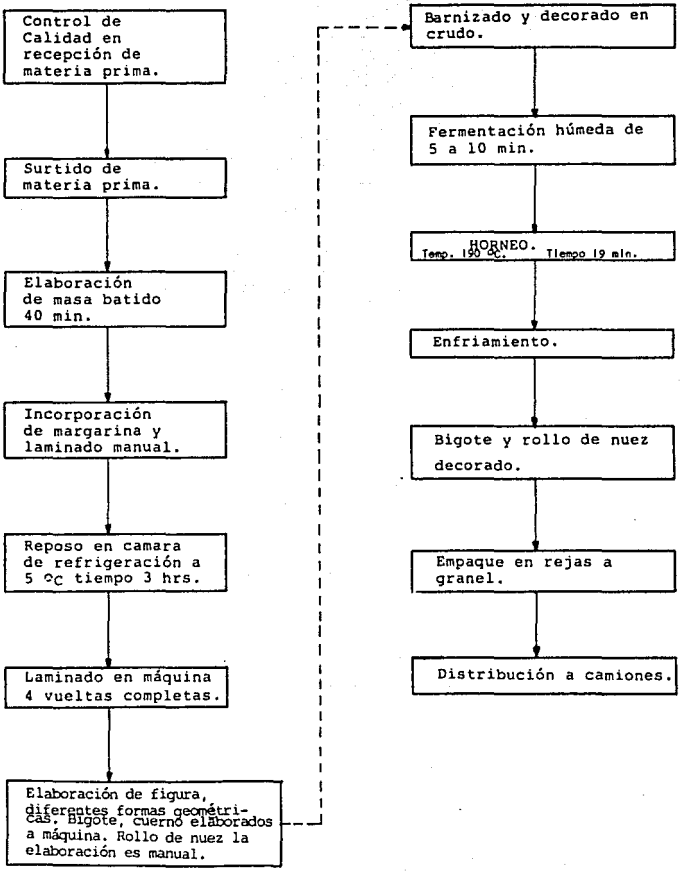 Control de
Calidad en
recepción de
materia prima.
Surtido de
materia prima.
Elaboración
de masa batido
40 min.
Incorporación
de margarina y
laminado manual.
Reposo en camara
de refrigeración a
5 ºC tiempo 3 hrs.
Laminado en máquina
4 vueltas completas.
Elaboración de figura,
diferentes formas geométri-
cas. Bigote, cuerno elaborados
a máquina. Rollo de nuez la
elaboración es manual.
Barnizado y decorado en
crudo.
Fermentación húmeda de
5 a 10 min.
HORNEO.
Temp. 190 ºC. Tiempo 19 min.
Enfriamiento.
Bigote y rollo de nuez
decorado.
Empaque en rejas a
granel.
Distribución a camiones.